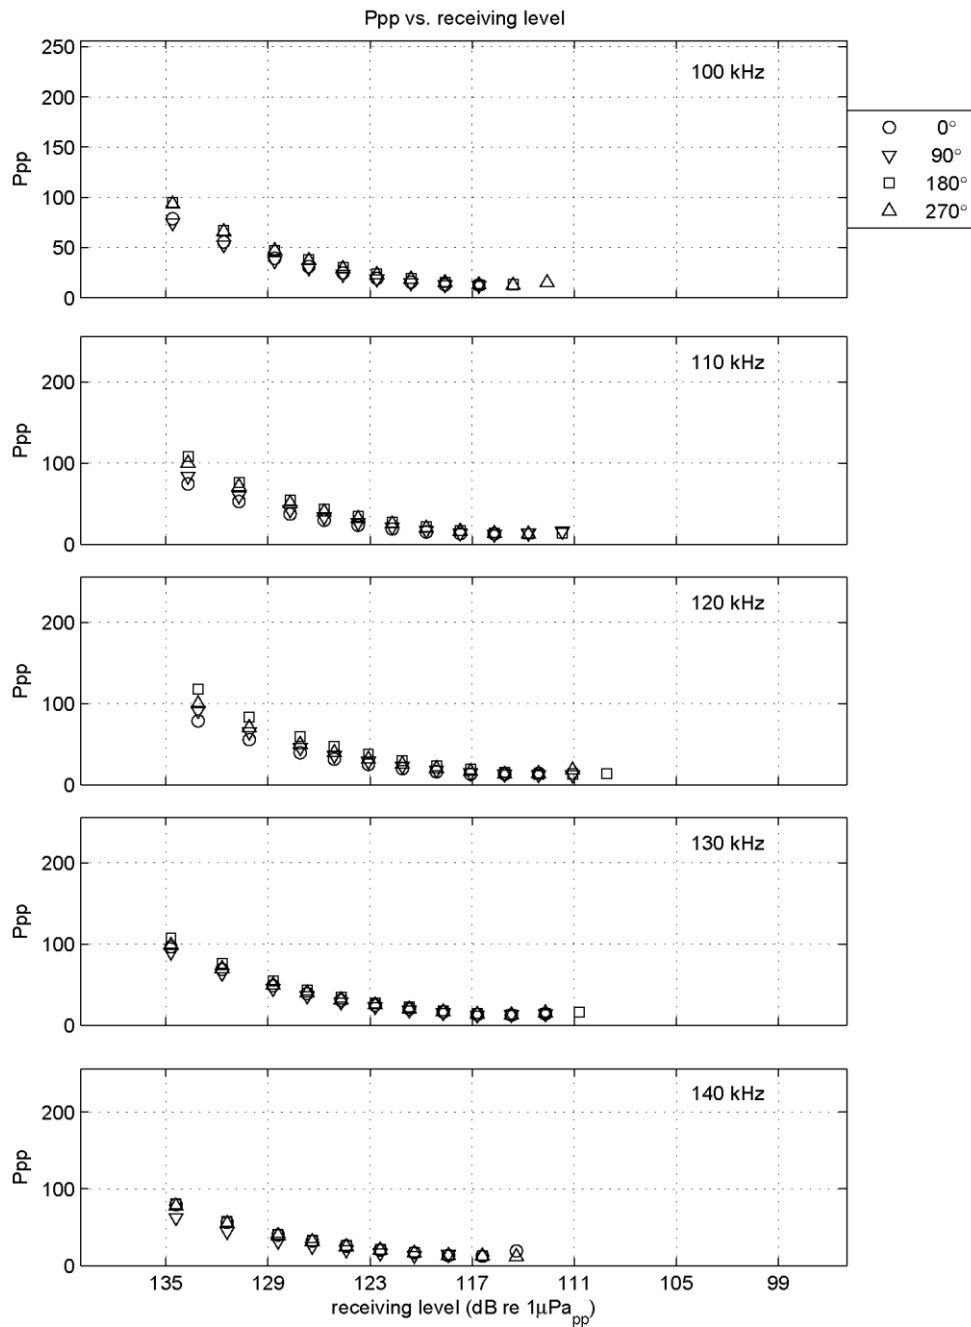 Ppp vs. receiving level
250
200
150
100
50
0
Ppp
100 kHz
0°
90°
180°
270°
200
100
0
Ppp
110 kHz
200
100
0
Ppp
120 kHz
200
100
0
Ppp
130 kHz
200
100
0
Ppp
140 kHz
135 129 123 117 111 105 99
receiving level (dB re 1μPa_pp)